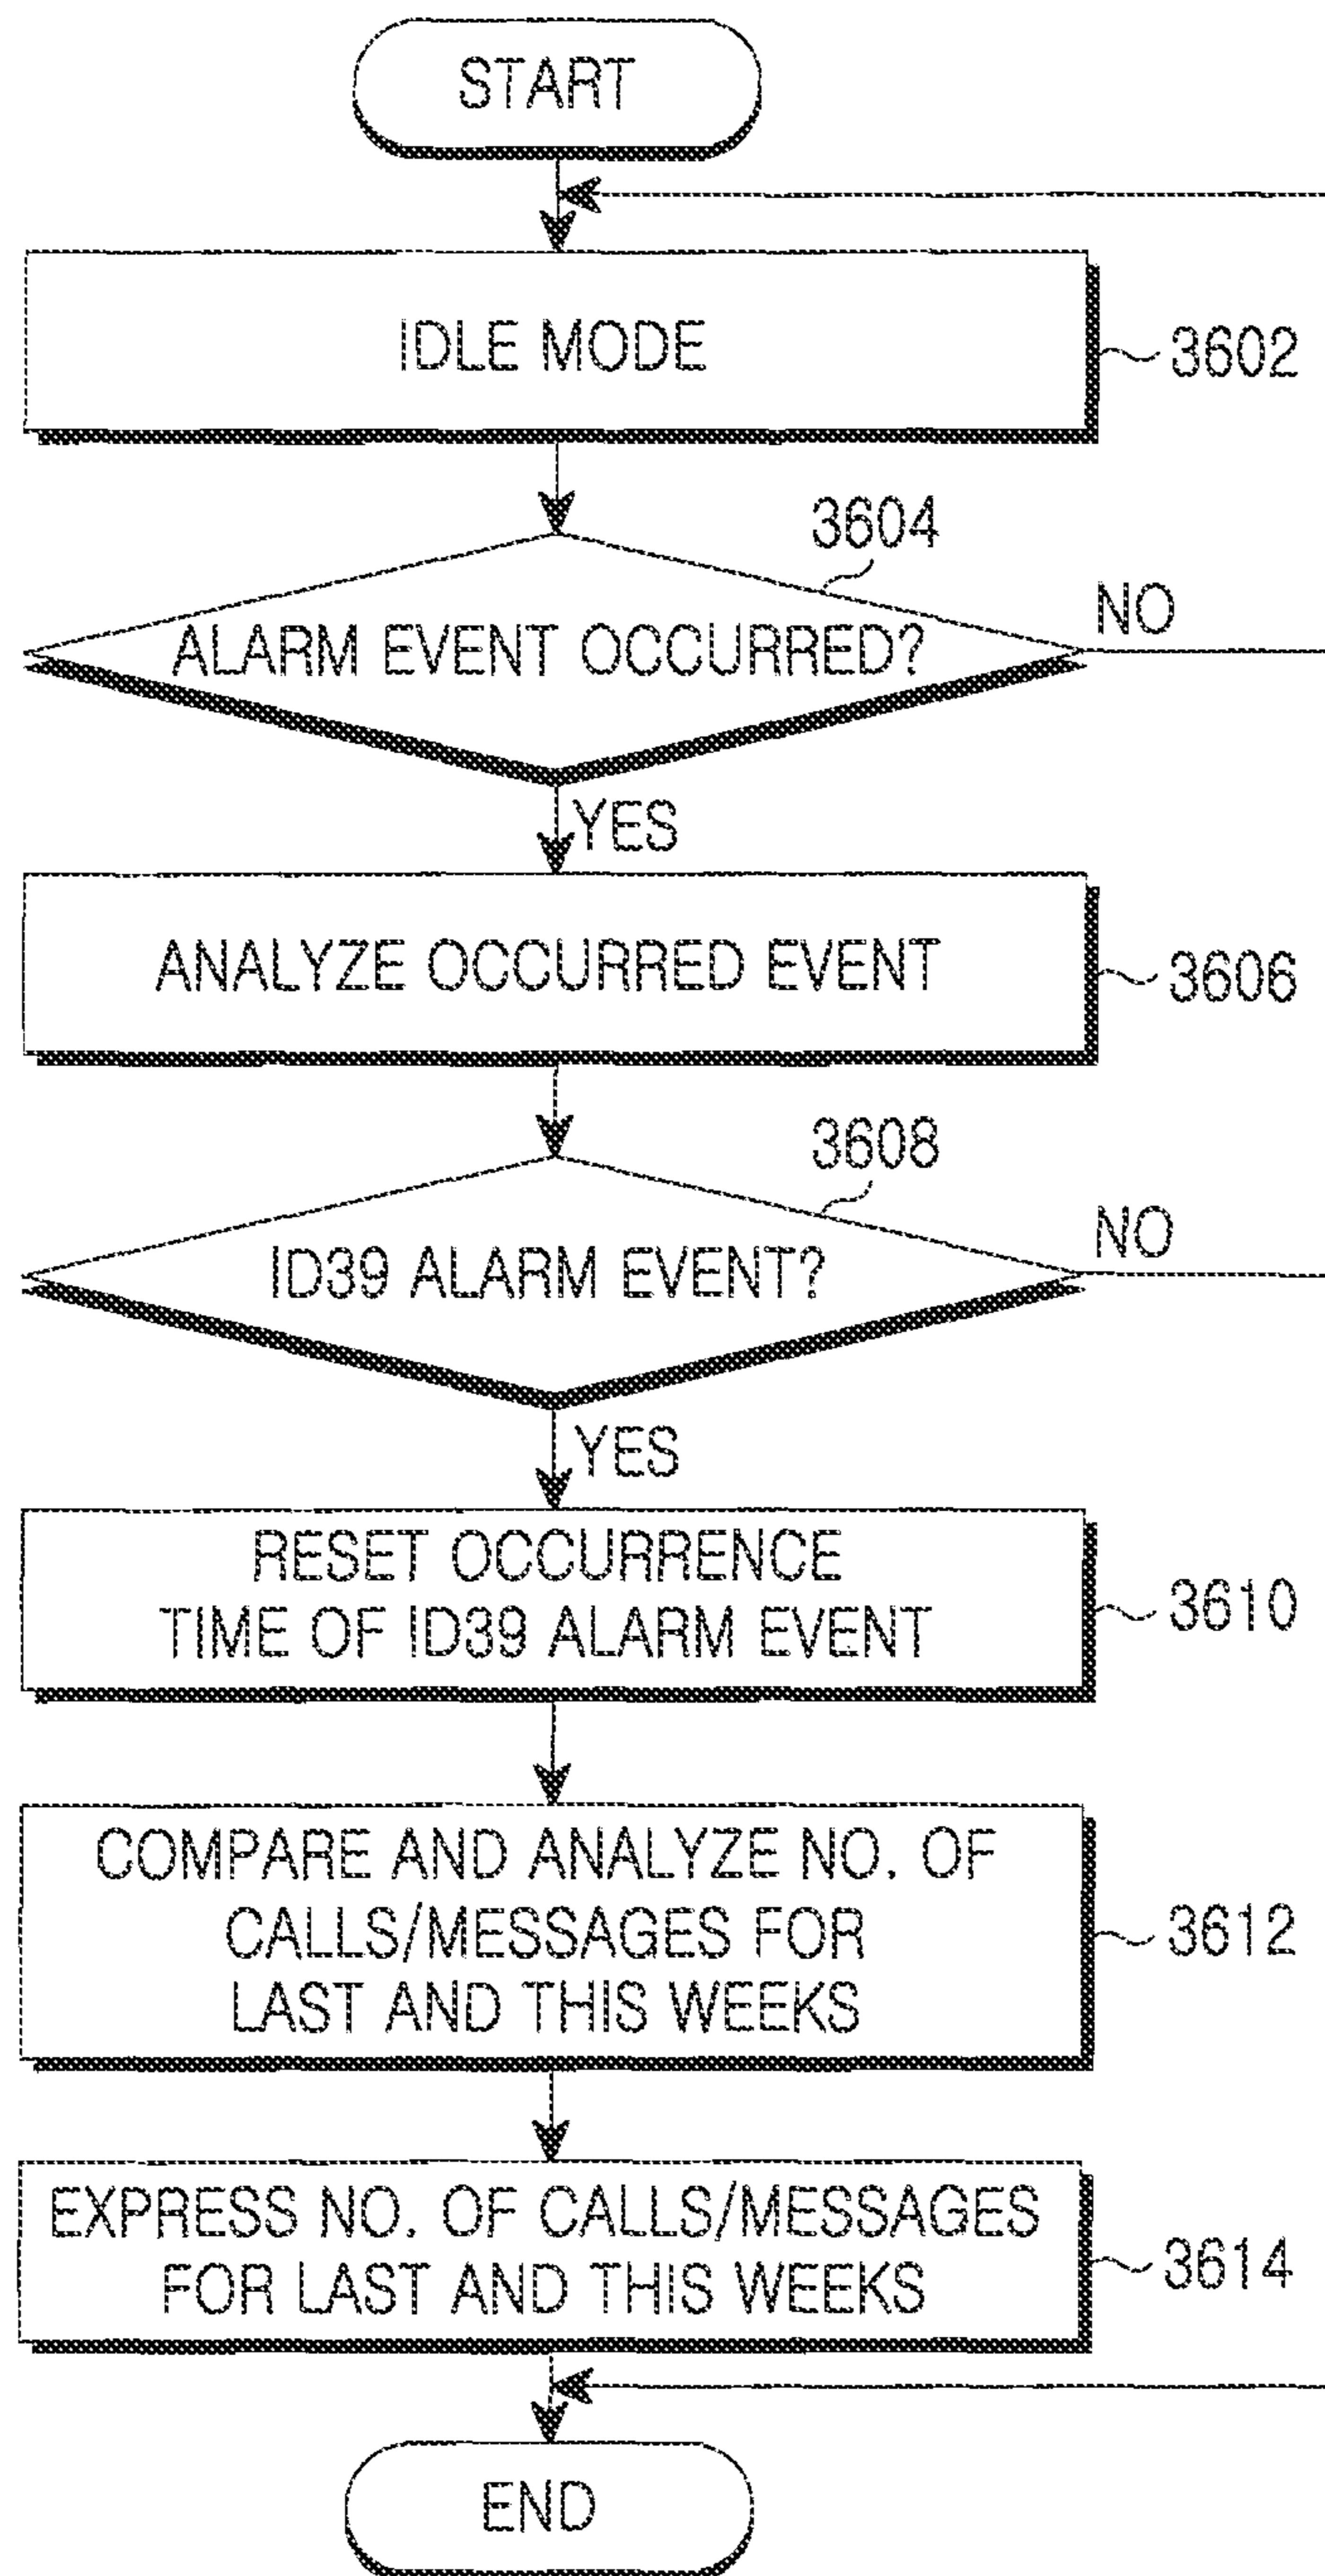 START
IDLE MODE
3602
3604
ALARM EVENT OCCURRED?
NO
YES
ANALYZE OCCURRED EVENT
3606
3608
ID39 ALARM EVENT?
NO
YES
RESET OCCURRENCE
TIME OF ID39 ALARM EVENT
3610
COMPARE AND ANALYZE NO. OF
CALLS/MESSAGES FOR
LAST AND THIS WEEKS
3612
EXPRESS NO. OF CALLS/MESSAGES
FOR LAST AND THIS WEEKS
3614
END